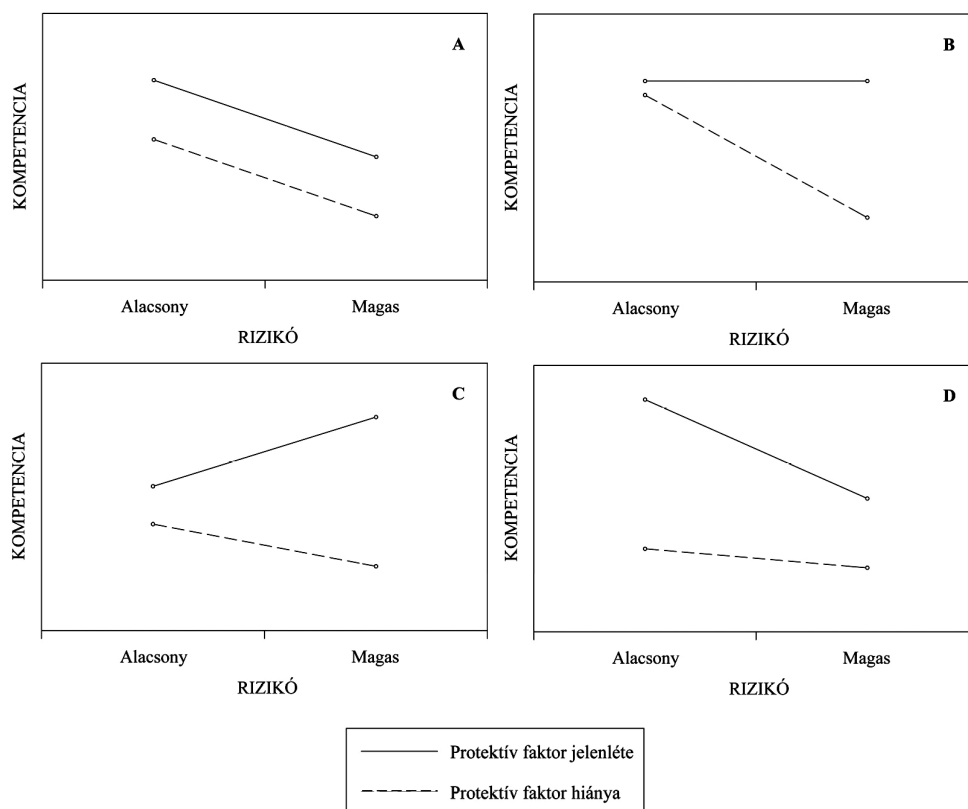 A
KOMPETENCIA
Alacsony
Magas
RIZIKÓ
B
KOMPETENCIA
Alacsony
Magas
RIZIKÓ
C
KOMPETENCIA
Alacsony
Magas
RIZIKÓ
D
KOMPETENCIA
Alacsony
Magas
RIZIKÓ
Protektív faktor jelenléte
Protektív faktor hiánya